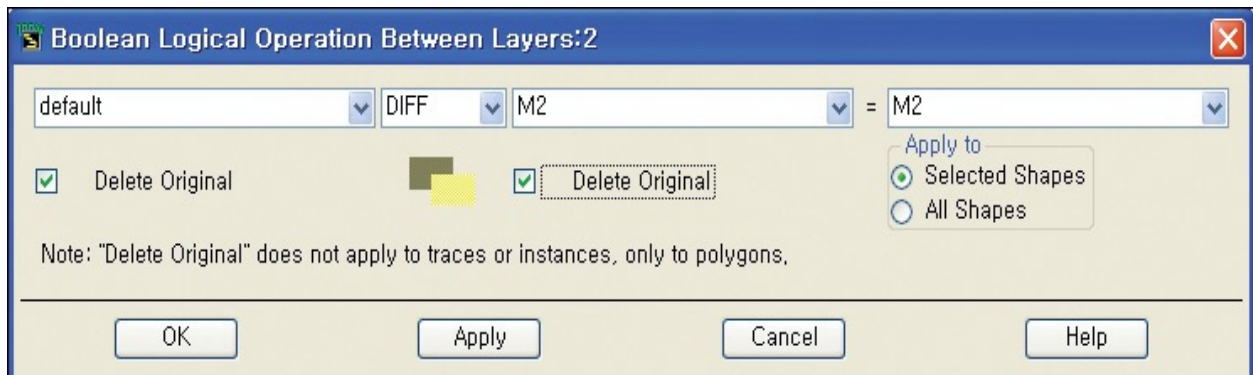 Boolean Logical Operation Between Layers:2
default DIFF M2 = M2
Apply to
Delete Original Delete Original Selected Shapes
All Shapes
Note: "Delete Original" does not apply to traces or instances, only to polygons.
OK Apply Cancel Help